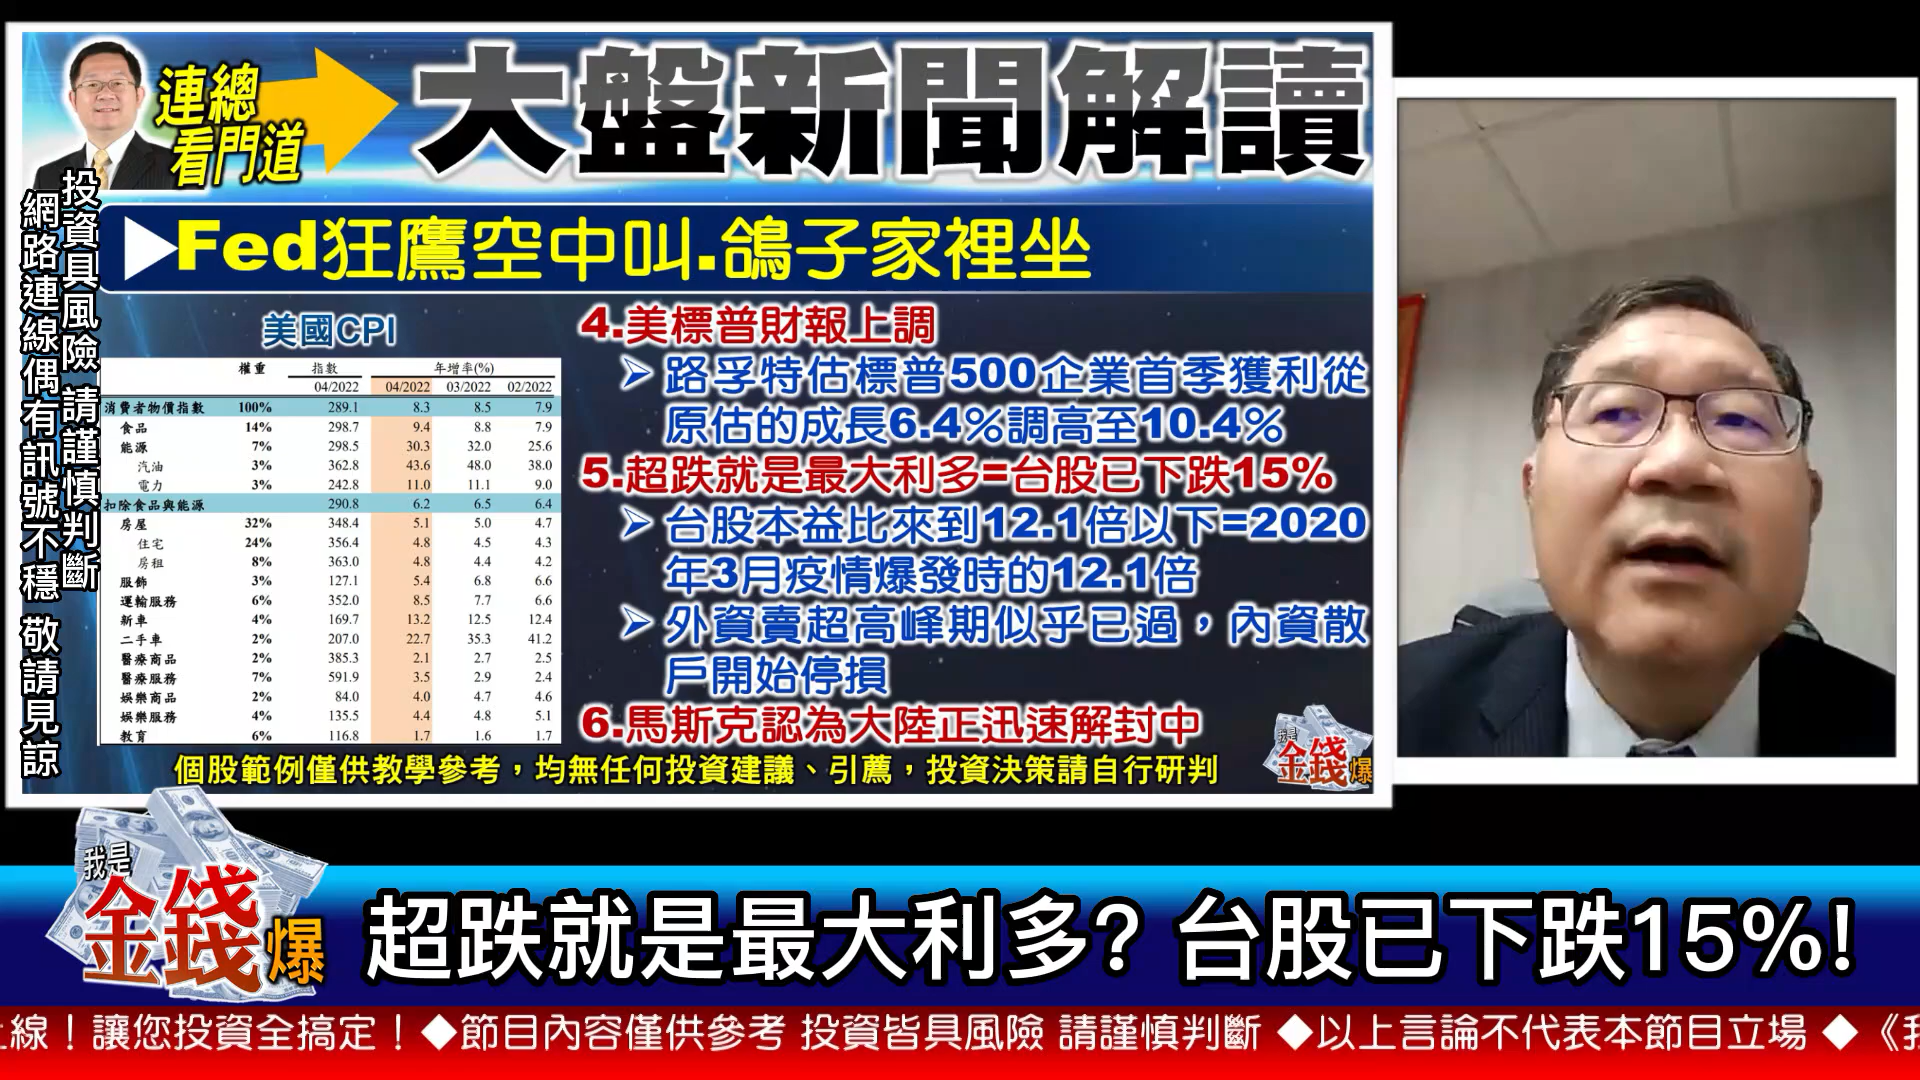 連總
看門道
大盤新聞解讀
投資具風險 請謹慎判斷
網路連線偶有訊號不穩 敬請見諒
Fed狂鷹空中叫.鴿子家裡坐
美國CPI
權重 指數 年增率(%)
04/2022 04/2022 03/2022 02/2022
消費者物價指數 100% 289.1 8.3 8.5 7.9
食品 14% 298.7 9.4 8.8 7.9
能源 7% 298.5 30.3 32.0 25.6
汽油 3% 362.8 43.6 48.0 38.0
電力 3% 242.8 11.0 11.1 9.0
扣除食品與能源 290.8 6.2 6.5 6.4
房屋 32% 348.4 5.1 5.0 4.7
住宅 24% 356.4 4.8 4.5 4.3
房租 8% 363.0 4.8 4.4 4.2
服飾 3% 127.1 5.4 6.8 6.6
運輸服務 6% 352.0 8.5 7.7 6.6
新車 4% 169.7 13.2 12.5 12.4
二手車 2% 207.0 22.7 35.3 41.2
醫療商品 2% 385.3 2.1 2.7 2.5
醫療服務 7% 591.9 3.5 2.9 2.4
娛樂商品 2% 84.0 4.0 4.7 4.6
娛樂服務 4% 135.5 4.4 4.8 5.1
教育 6% 116.8 1.7 1.6 1.7
4.美標普財報上調
➢路孚特估標普500企業首季獲利從
原估的成長6.4%調高至10.4%
5.超跌就是最大利多=台股已下跌15%
➢台股本益比來到12.1倍以下=2020
年3月疫情爆發時的12.1倍
➢外資賣超高峰期似乎已過，內資散
戶開始停損
6.馬斯克認為大陸正迅速解封中
我是
金錢爆
個股範例僅供教學參考，均無任何投資建議、引薦，投資決策請自行研判
我是
金錢爆
超跌就是最大利多? 台股已下跌15%!
上線！讓您投資全搞定！◆節目內容僅供參考 投資皆具風險 請謹慎判斷 ◆以上言論不代表本節目立場 ◆《我